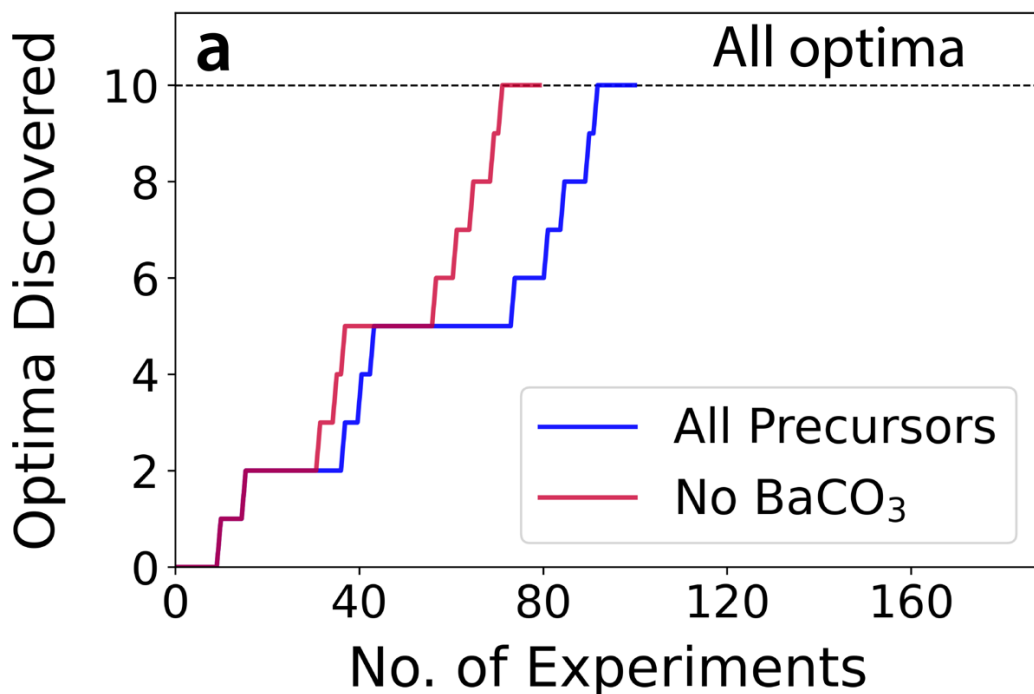 a
All optima
Optima Discovered
10
8
6
4
2
0
All Precursors
No BaCO₃
0 40 80 120 160
No. of Experiments